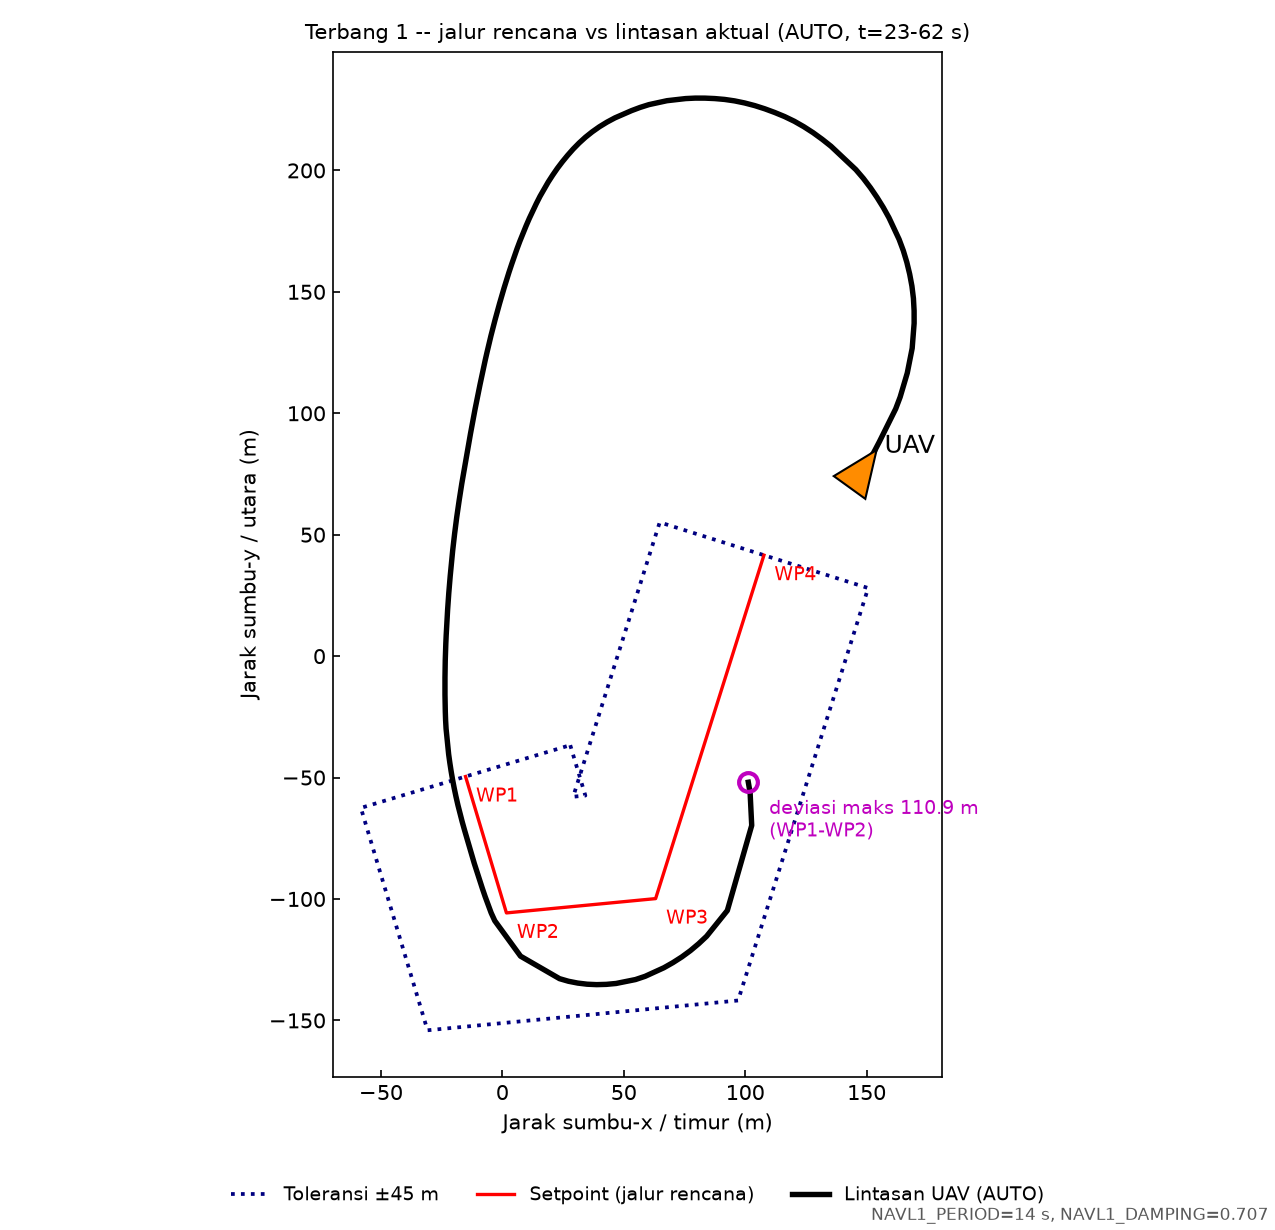 Terbang 1 -- jalur rencana vs lintasan aktual (AUTO, t=23-62 s)
Jarak sumbu-y / utara (m)
200
150
100
50
0
−50
−100
−150
UAV
WP4
WP1
deviasi maks 110.9 m
(WP1-WP2)
WP3
WP2
−50
0
50
100
150
Jarak sumbu-x / timur (m)
Toleransi ±45 m
Setpoint (jalur rencana)
Lintasan UAV (AUTO)
NAVL1_PERIOD=14 s, NAVL1_DAMPING=0.707